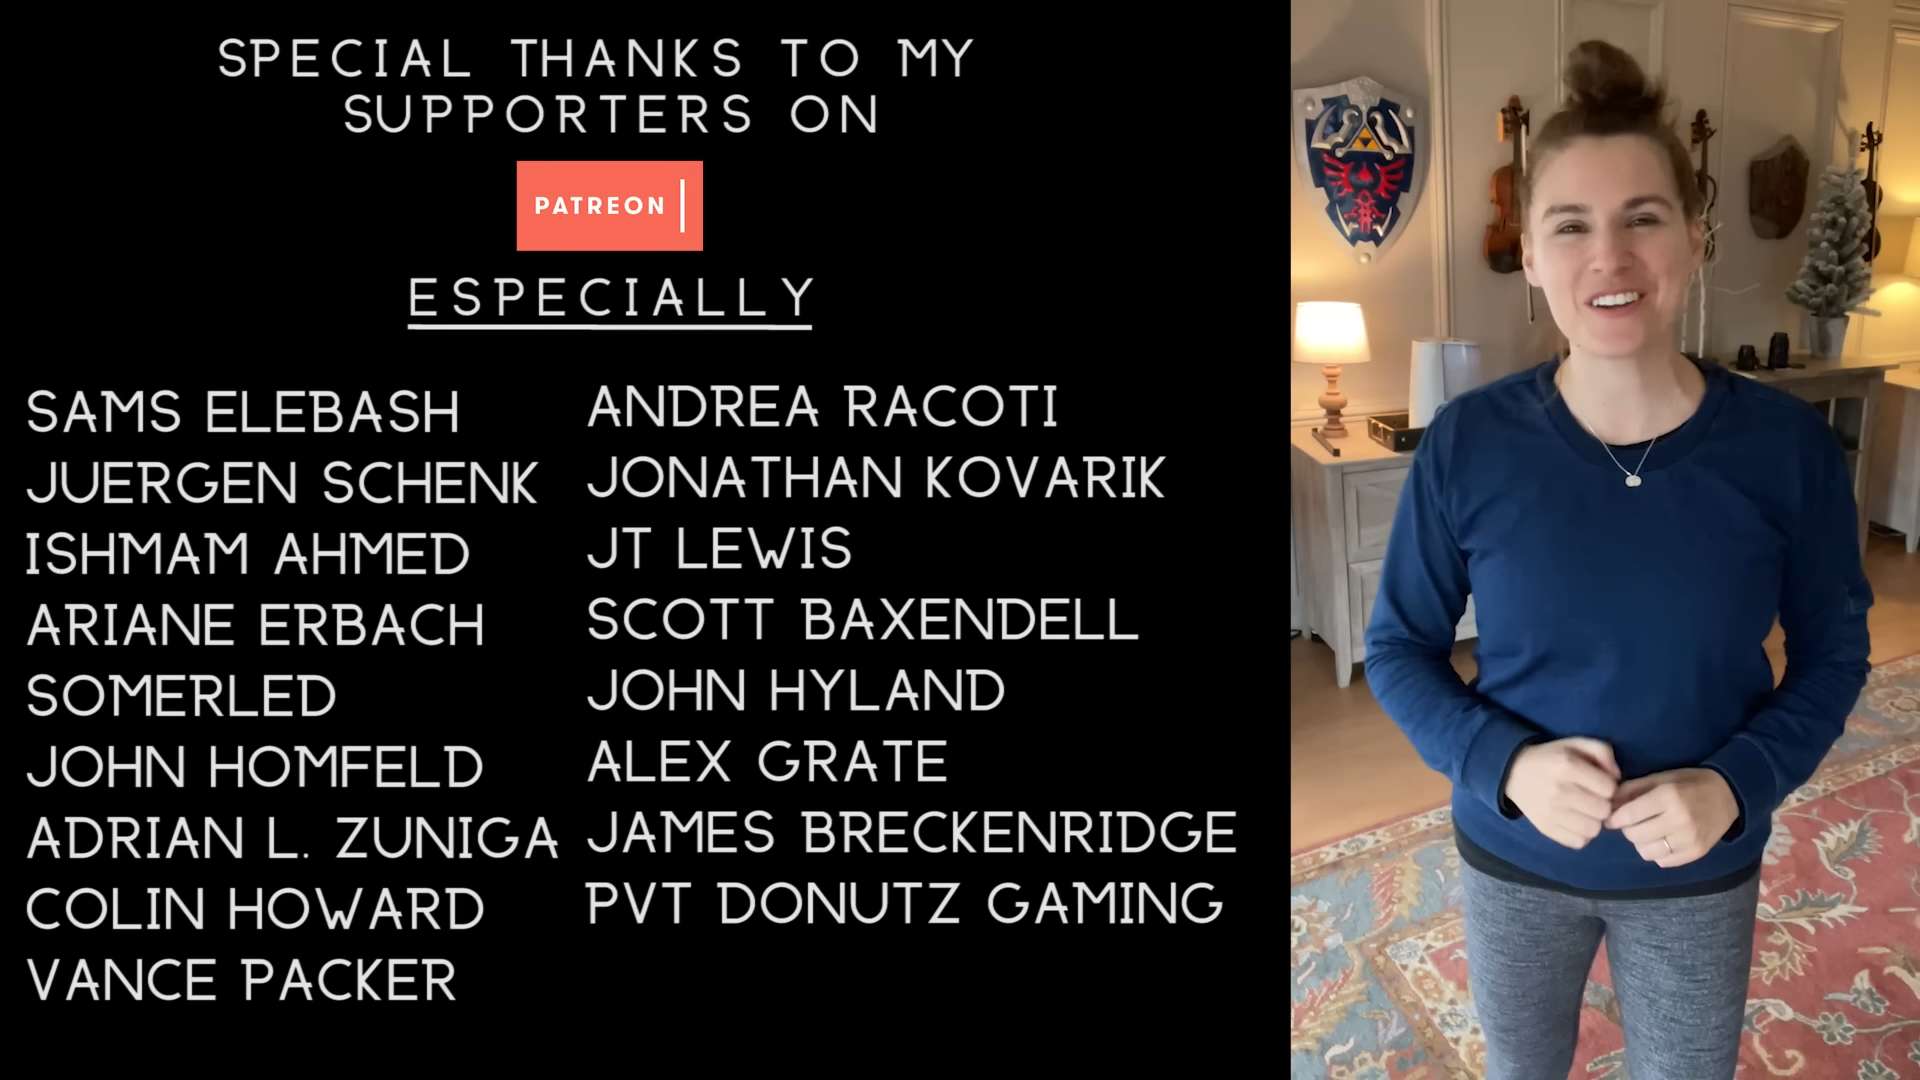 SPECIAL THANKS TO MY
SUPPORTERS ON
PATREON
ESPECIALLY
SAMS ELEBASH
JUERGEN SCHENK
ISHMAM AHMED
ARIANE ERBACH
SOMERLED
JOHN HOMFELD
ADRIAN L. ZUNIGA
COLIN HOWARD
VANCE PACKER
ANDREA RACOTI
JONATHAN KOVARIK
JT LEWIS
SCOTT BAXENDELL
JOHN HYLAND
ALEX GRATE
JAMES BRECKENRIDGE
PVT DONUTZ GAMING